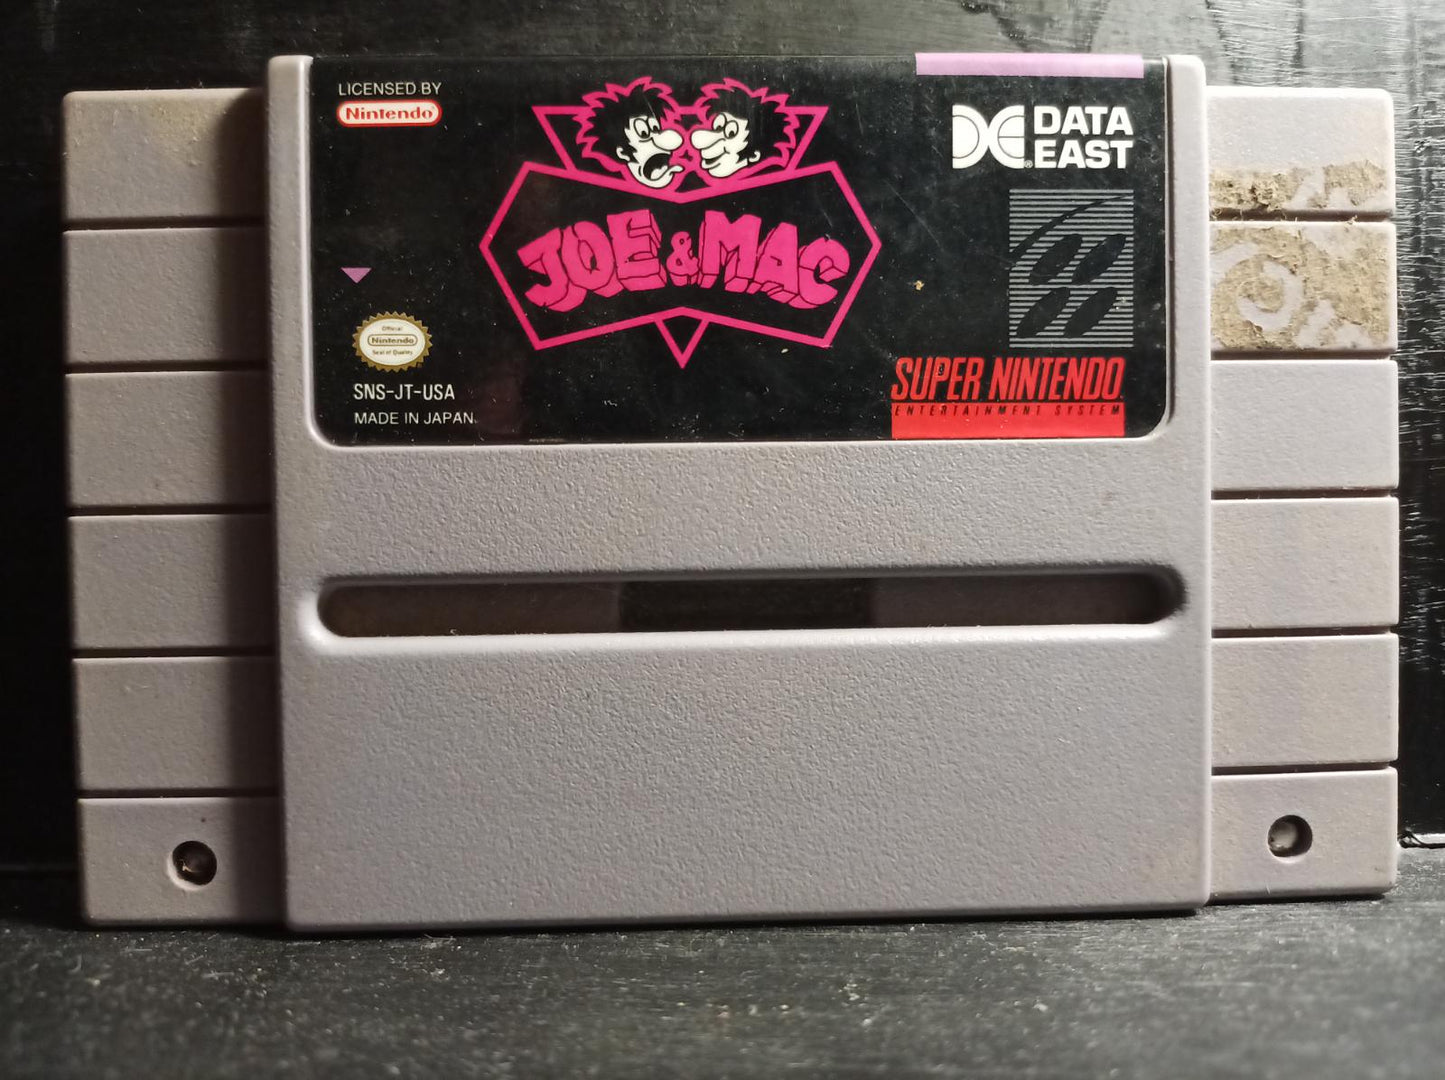 LICENSED BY
Nintendo®
JOE & MAC
DATA
EAST®
Official
Nintendo
Seal of Quality
SNS-JT-USA
MADE IN JAPAN
SUPER NINTENDO
ENTERTAINMENT SYSTEM